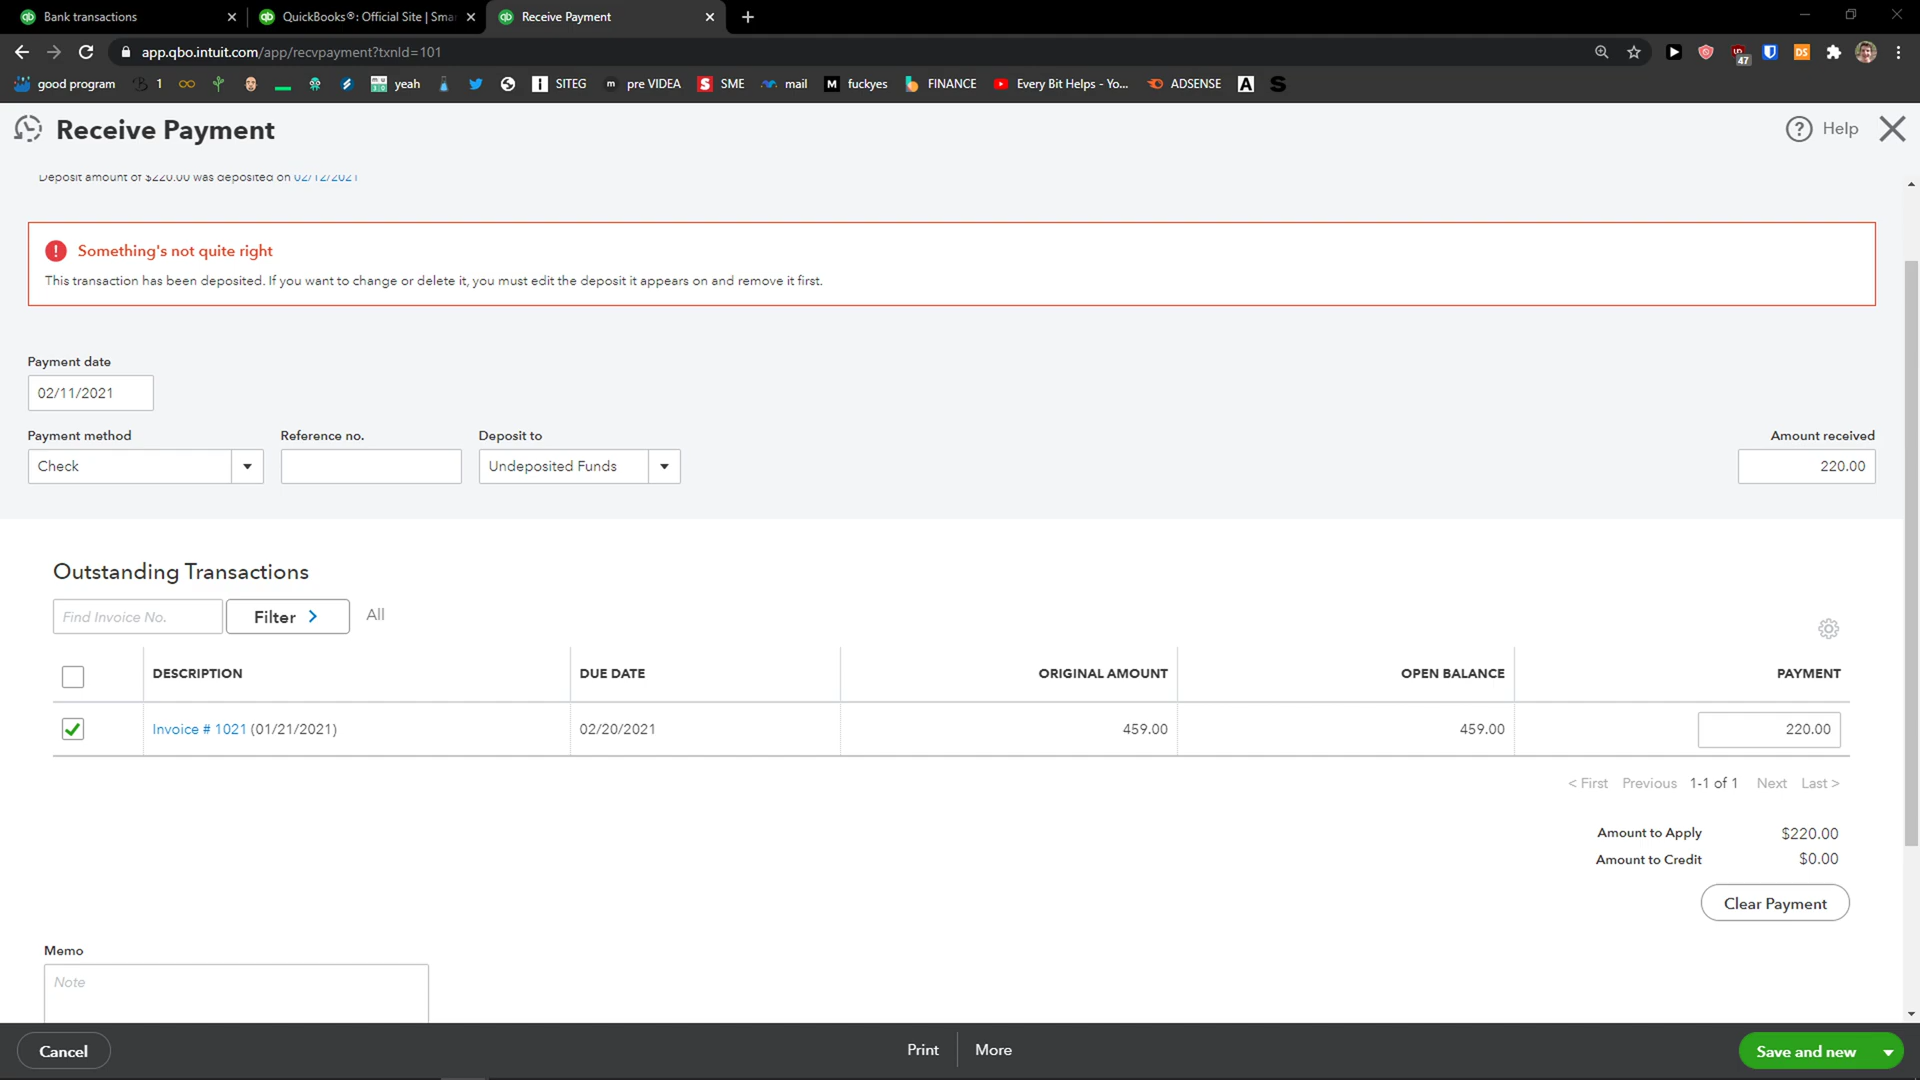 Bank transactions
QuickBooks®: Official Site | Sma
Receive Payment
app.qbo.intuit.com/app/recvpayment?txnId=101
47
DS
good program
1
yeah
SITEG
m pre VIDEA
S SME
mail
M fuckyes
FINANCE
Every Bit Helps - Yo...
ADSENSE
A
S
Receive Payment
? Help
Deposit amount of $220.00 was deposited on 02/12/2021
! Something's not quite right
This transaction has been deposited. If you want to change or delete it, you must edit the deposit it appears on and remove it first.
Payment date
02/11/2021
Payment method
Reference no.
Deposit to
Amount received
Check
Undeposited Funds
220.00
Outstanding Transactions
Find Invoice No.
Filter >
All
DESCRIPTION
DUE DATE
ORIGINAL AMOUNT
OPEN BALANCE
PAYMENT
Invoice # 1021 (01/21/2021)
02/20/2021
459.00
459.00
220.00
< First Previous 1-1 of 1 Next Last >
Amount to Apply $220.00
Amount to Credit $0.00
Clear Payment
Memo
Note
Cancel
Print
More
Save and new